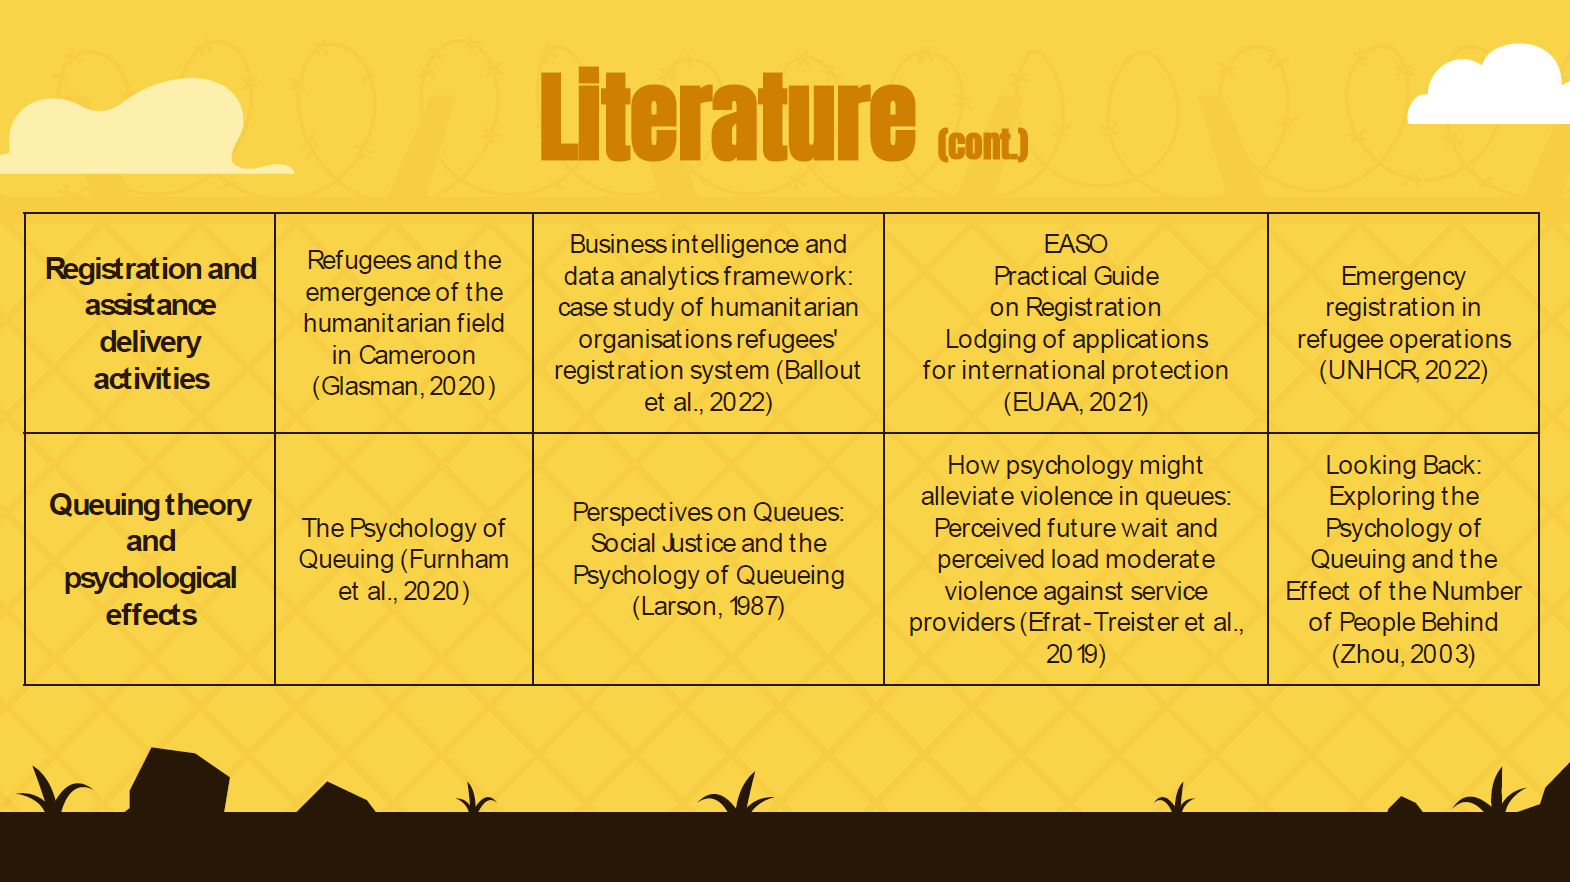 Literature (cont.)
Registration and
assistance
delivery
activities
Refugees and the
emergence of the
humanitarian field
in Cameroon
(Glasman, 2020)
Business intelligence and
data analytics framework:
case study of humanitarian
organisations refugees'
registration system (Ballout
et al., 2022)
EASO
Practical Guide
on Registration
Lodging of applications
for international protection
(EUAA, 2021)
Emergency
registration in
refugee operations
(UNHCR, 2022)
Queuing theory
and
psychological
effects
The Psychology of
Queuing (Furnham
et al., 2020)
Perspectives on Queues:
Social Justice and the
Psychology of Queueing
(Larson, 1987)
How psychology might
alleviate violence in queues:
Perceived future wait and
perceived load moderate
violence against service
providers (Efrat-Treister et al.,
2019)
Looking Back:
Exploring the
Psychology of
Queuing and the
Effect of the Number
of People Behind
(Zhou, 2003)